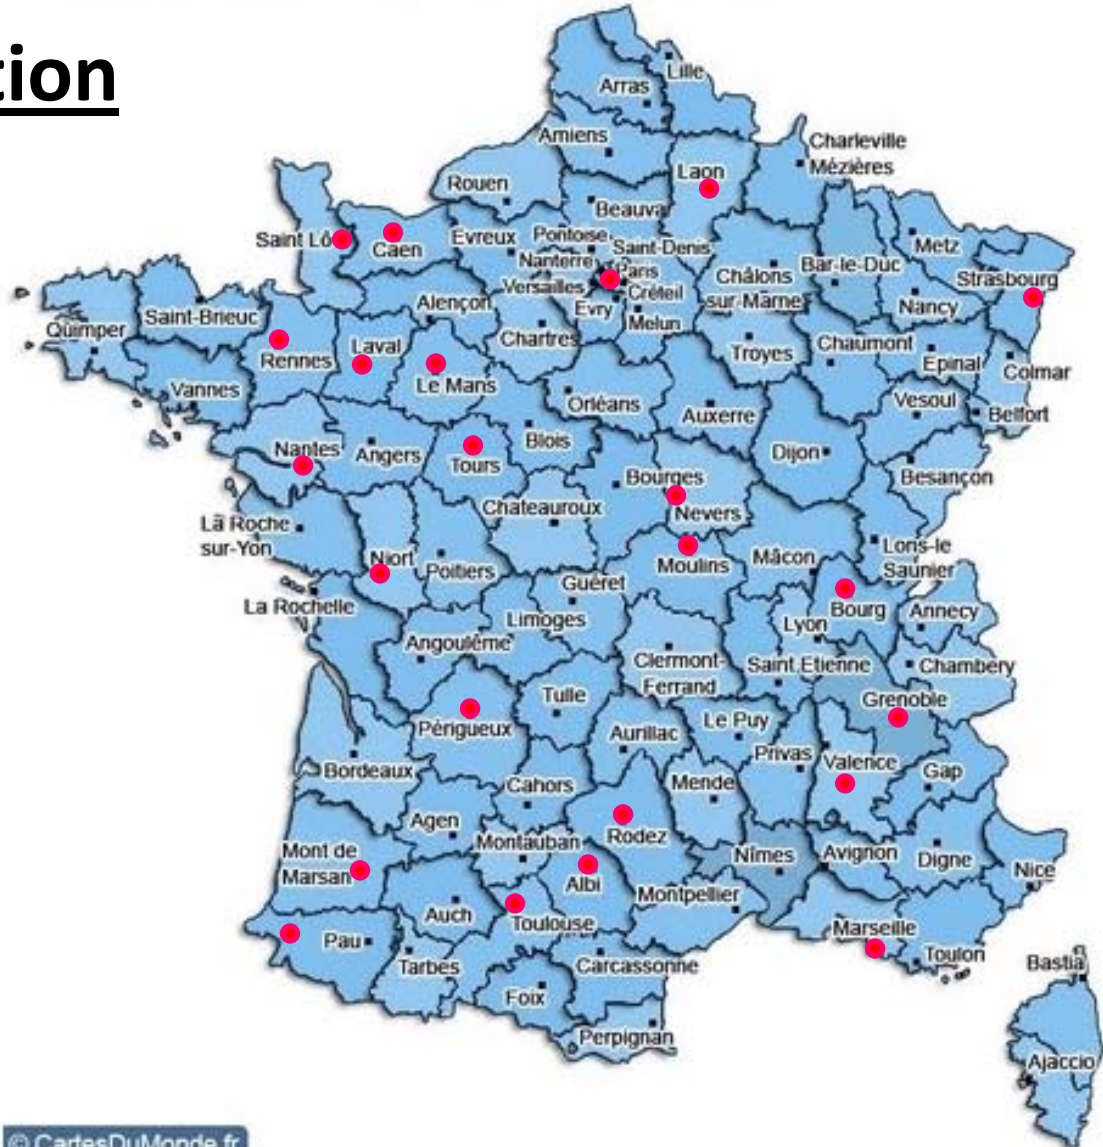 tion
Lille
Arras
Amiens
Charleville
Mézières
Laon
Rouen
Beauva
Saint Lô
Caen
Evreux
Pontoise
Saint-Denis
Metz
Nanterre
Paris
Châlons
sur-Marne
Bar-le-Duc
Strasbourg
Versailles
Créteil
Nancy
Alençon
Evry
Melun
Quimper
Saint-Brieuc
Rennes
Laval
Chartres
Troyes
Chaumont
Epinal
Colmar
Vannes
Le Mans
Orléans
Auxerre
Vesoul
Belfort
Nantes
Angers
Tours
Blois
Dijon
Besançon
Bourges
Nevers
Chateauroux
La Roche
sur-Yon
Niort
Poitiers
Moulins
Mâcon
Lons-le
Saunier
La Rochelle
Guéret
Limoges
Bourg
Annecy
Lyon
Angoulême
Clermont-
Ferrand
Saint Etienne
Chambéry
Tulle
Grenoble
Périgueux
Aurillac
Le Puy
Privas
Valence
Gap
Bordeaux
Cahors
Mende
Agen
Rodez
Montauban
Mont de
Marsan
Albi
Nîmes
Avignon
Digne
Nice
Auch
Toulouse
Montpellier
Marseille
Toulon
Pau
Tarbes
Carcassonne
Bastia
Foix
Perpignan
Ajaccio
© CartesDuMonde.fr